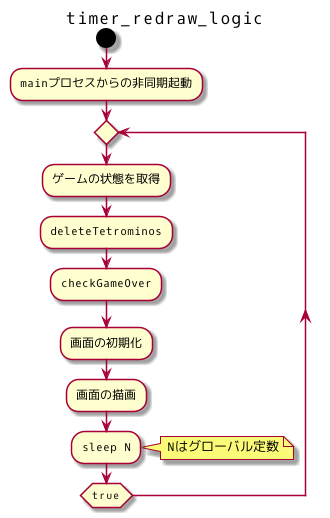 timer_redraw_logic
mainプロセスからの非同期起動
ゲームの状態を取得
deleteTetrominos
checkGameOver
画面の初期化
画面の描画
sleep N
Nはグローバル定数
true